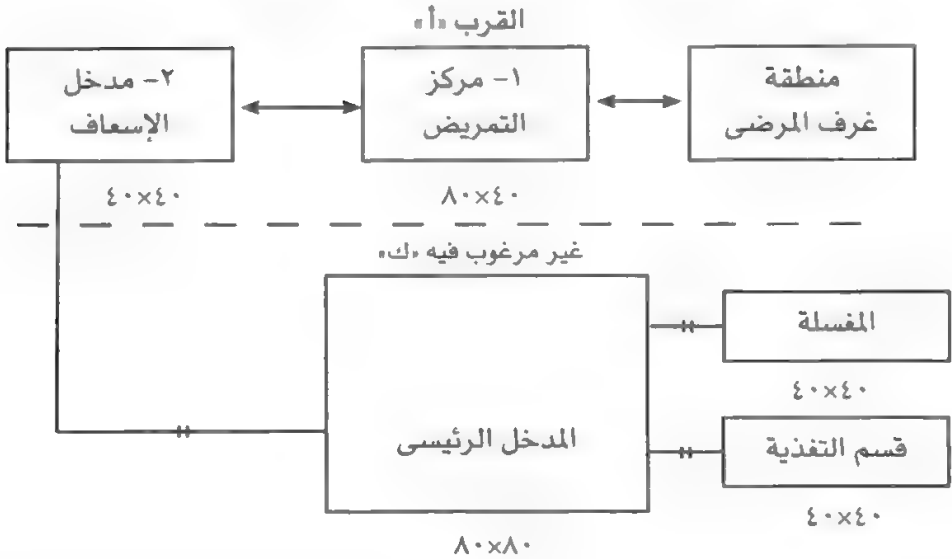 القرب «أ»
منطقة
غرف المرضى
١- مركز
التمريض
٢- مدخل
الإسعاف
٨٠×٤٠
٤٠×٤٠
غير مرغوب فيه «ك»
المغسلة
٤٠×٤٠
المدخل الرئيسى
قسم التغذية
٤٠×٤٠
٨٠×٨٠